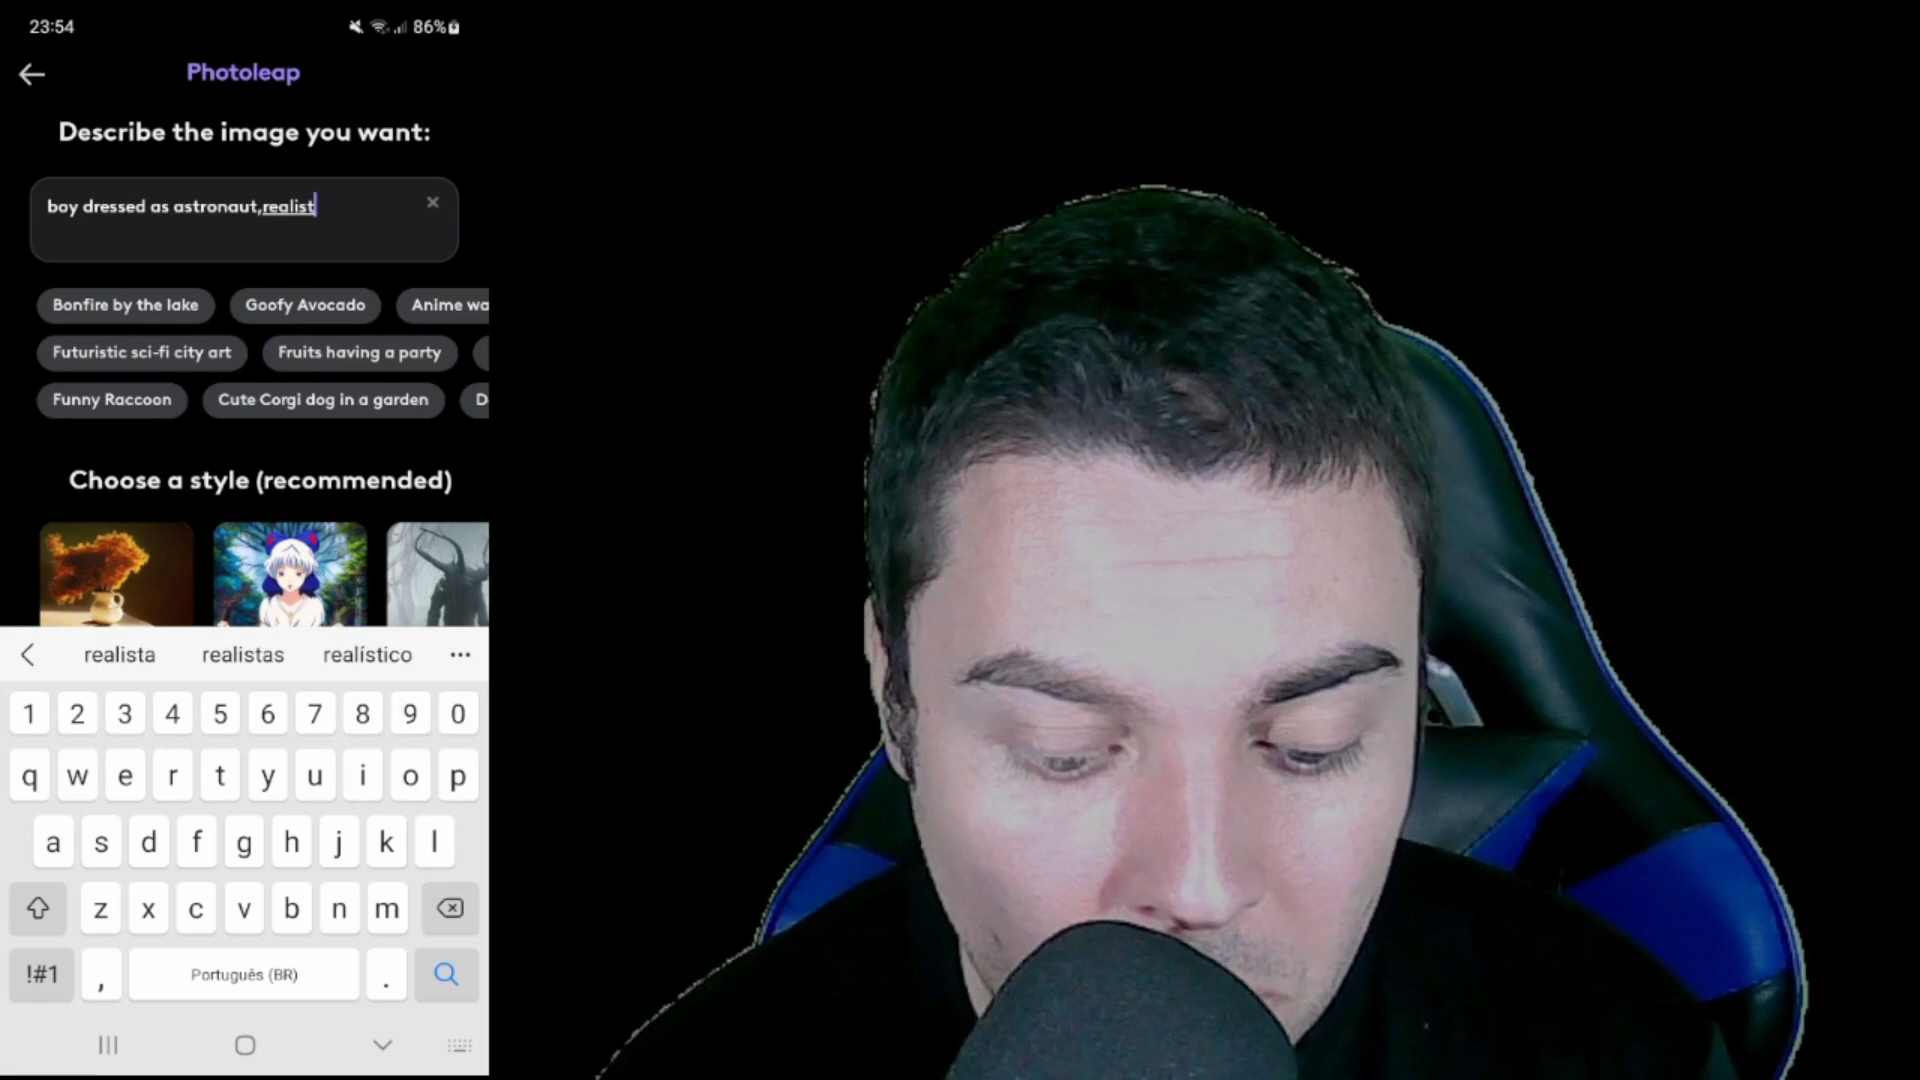 23:54
86%
Photoleap
Describe the image you want:
boy dressed as astronaut,realist
Bonfire by the lake
Goofy Avocado
Anime wa
Futuristic sci-fi city art
Fruits having a party
Funny Raccoon
Cute Corgi dog in a garden
D
Choose a style (recommended)
realista realistas realístico
1 2 3 4 5 6 7 8 9 0
q w e r t y u i o p
a s d f g h j k l
z x c v b n m
!#1 , Português (BR) .